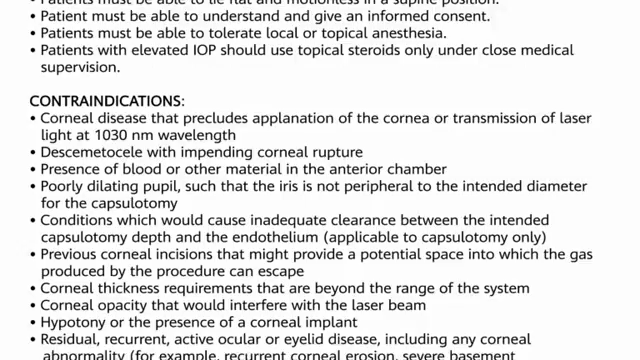 Patients must be able to lie flat and motionless in a supine position.
• Patient must be able to understand and give an informed consent.
• Patients must be able to tolerate local or topical anesthesia.
• Patients with elevated IOP should use topical steroids only under close medical
supervision.
CONTRAINDICATIONS:
• Corneal disease that precludes applanation of the cornea or transmission of laser
light at 1030 nm wavelength
• Descemetocele with impending corneal rupture
• Presence of blood or other material in the anterior chamber
• Poorly dilating pupil, such that the iris is not peripheral to the intended diameter
for the capsulotomy
• Conditions which would cause inadequate clearance between the intended
capsulotomy depth and the endothelium (applicable to capsulotomy only)
• Previous corneal incisions that might provide a potential space into which the gas
produced by the procedure can escape
• Corneal thickness requirements that are beyond the range of the system
• Corneal opacity that would interfere with the laser beam
• Hypotony or the presence of a corneal implant
• Residual, recurrent, active ocular or eyelid disease, including any corneal
abnormality (for example, recurrent corneal erosion, severe basement